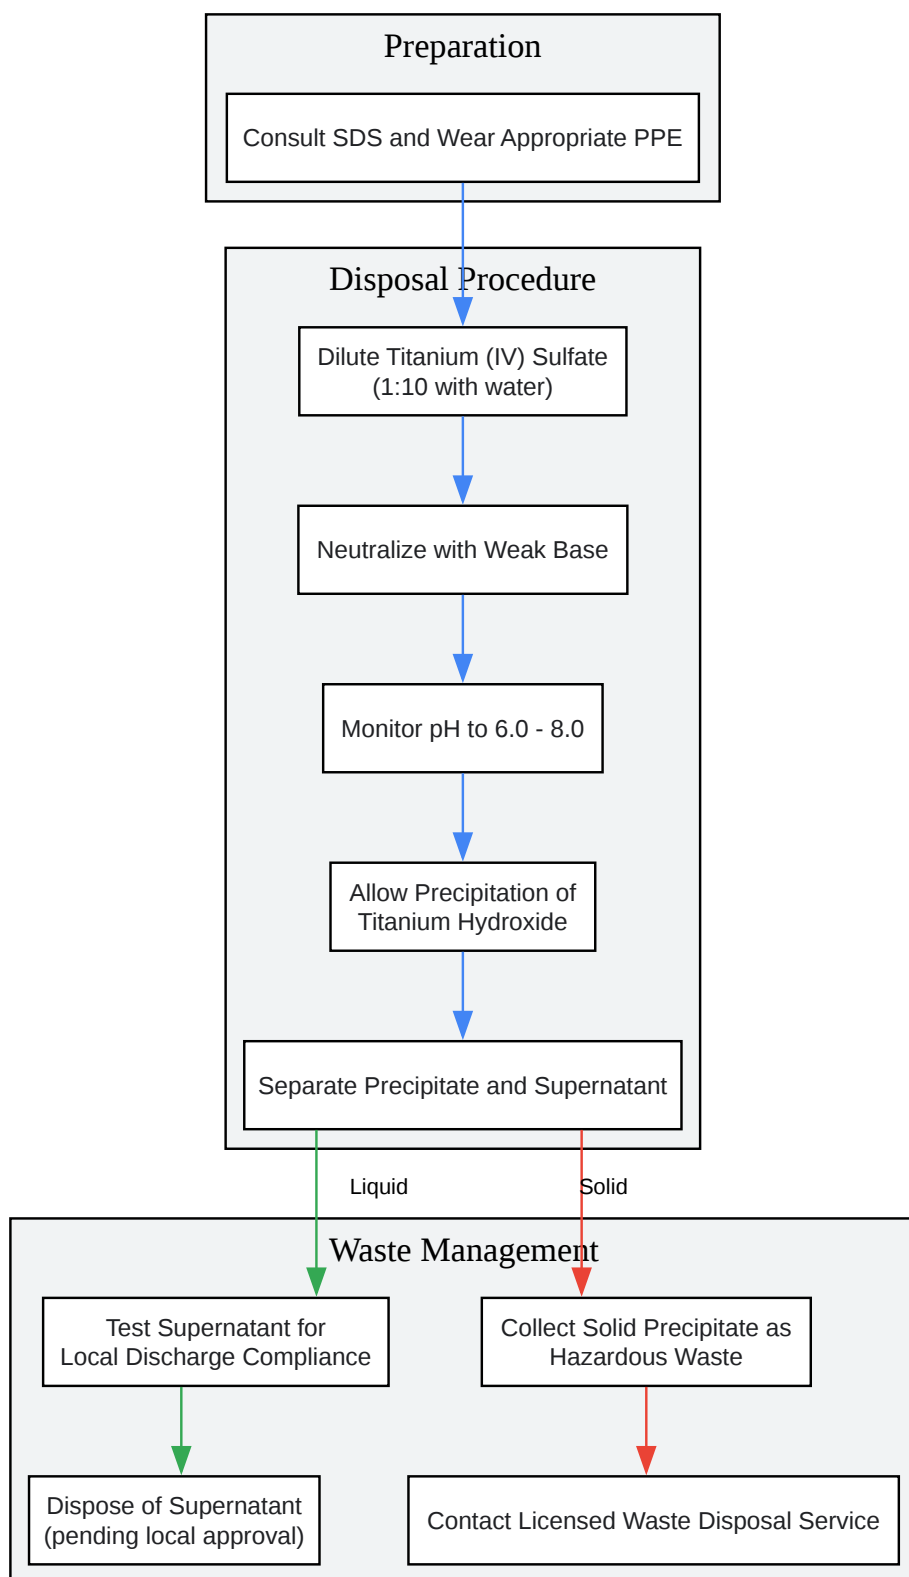 Preparation
Consult SDS and Wear Appropriate PPE
Disposal Procedure
Dilute Titanium (IV) Sulfate
(1:10 with water)
Neutralize with Weak Base
Monitor pH to 6.0 - 8.0
Allow Precipitation of
Titanium Hydroxide
Separate Precipitate and Supernatant
Liquid
Solid
Waste Management
Test Supernatant for
Local Discharge Compliance
Collect Solid Precipitate as
Hazardous Waste
Dispose of Supernatant
(pending local approval)
Contact Licensed Waste Disposal Service